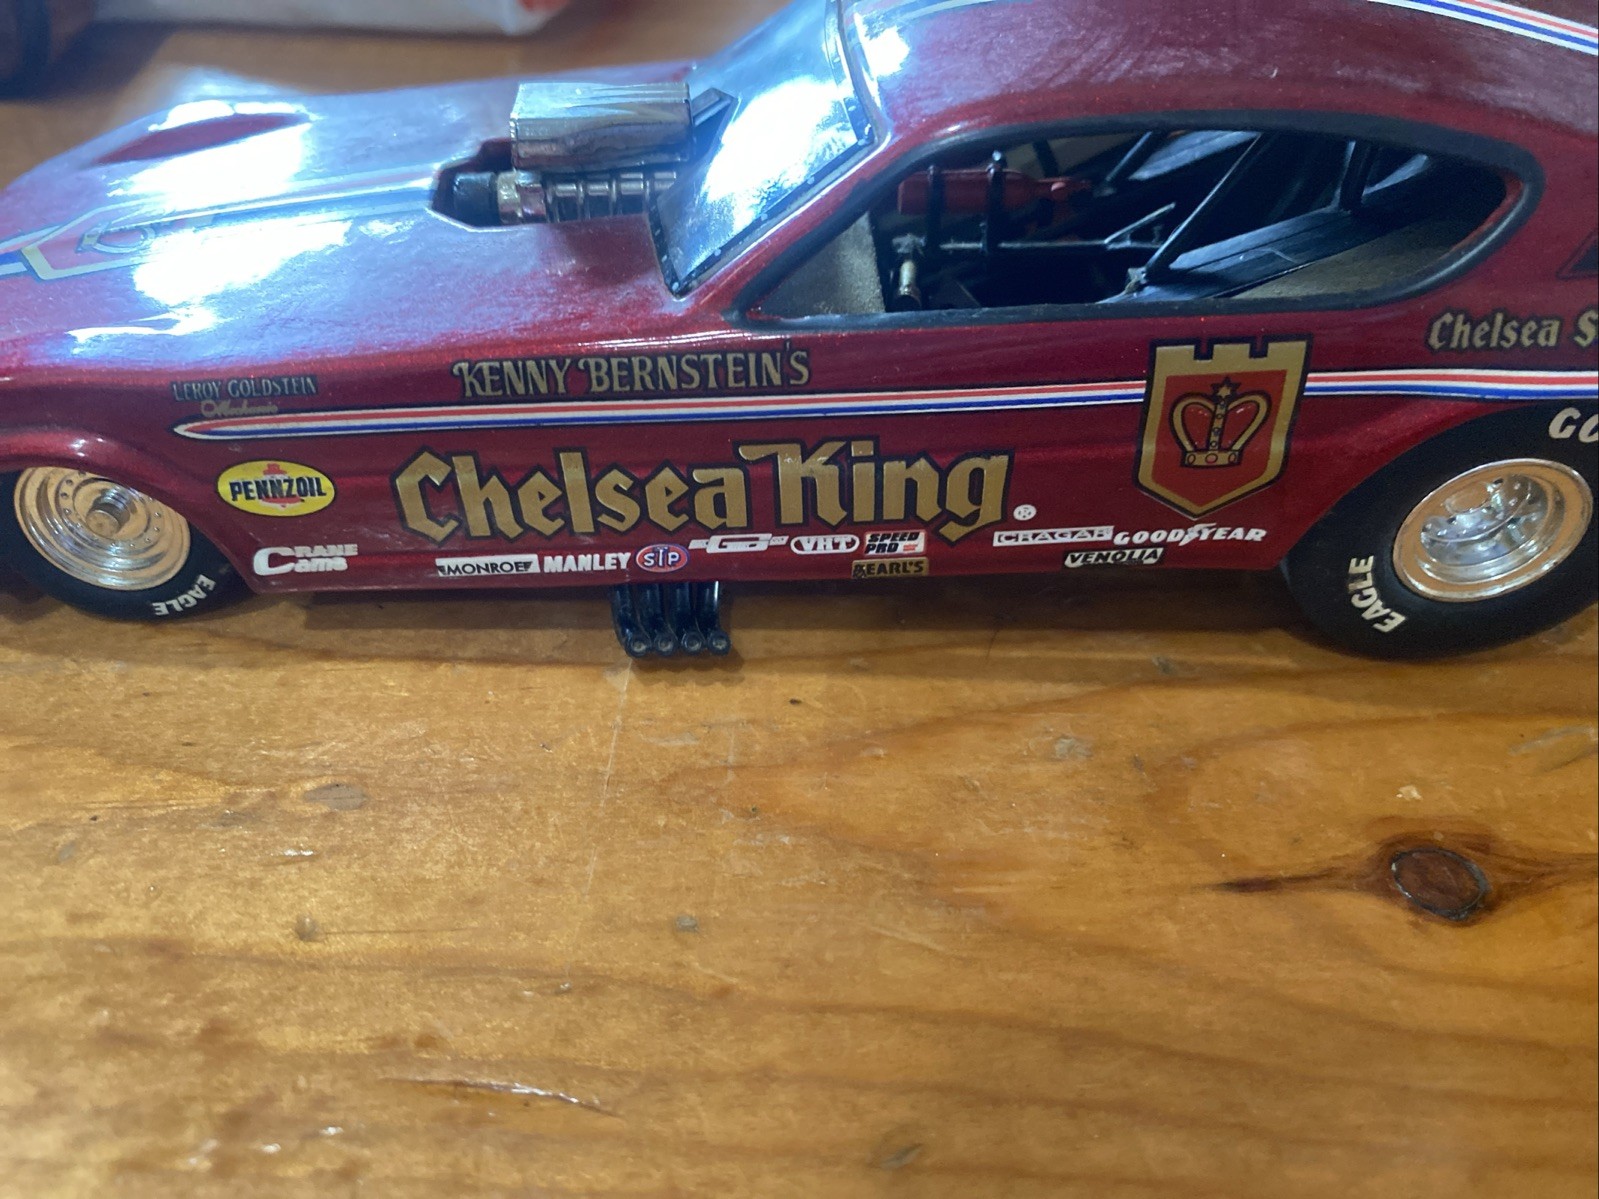 LEROY GOLDSTEIN
KENNY BERNSTEIN'S
Chelsea S
PENNZOIL
Chelsea King®
CRANE
Cams
MONROE
MANLEY
STP
VHT
SPEED
PRO
EARL'S
CRAGAR
GOODYEAR
VENOLIA
EAGLE
GO
EAGLE